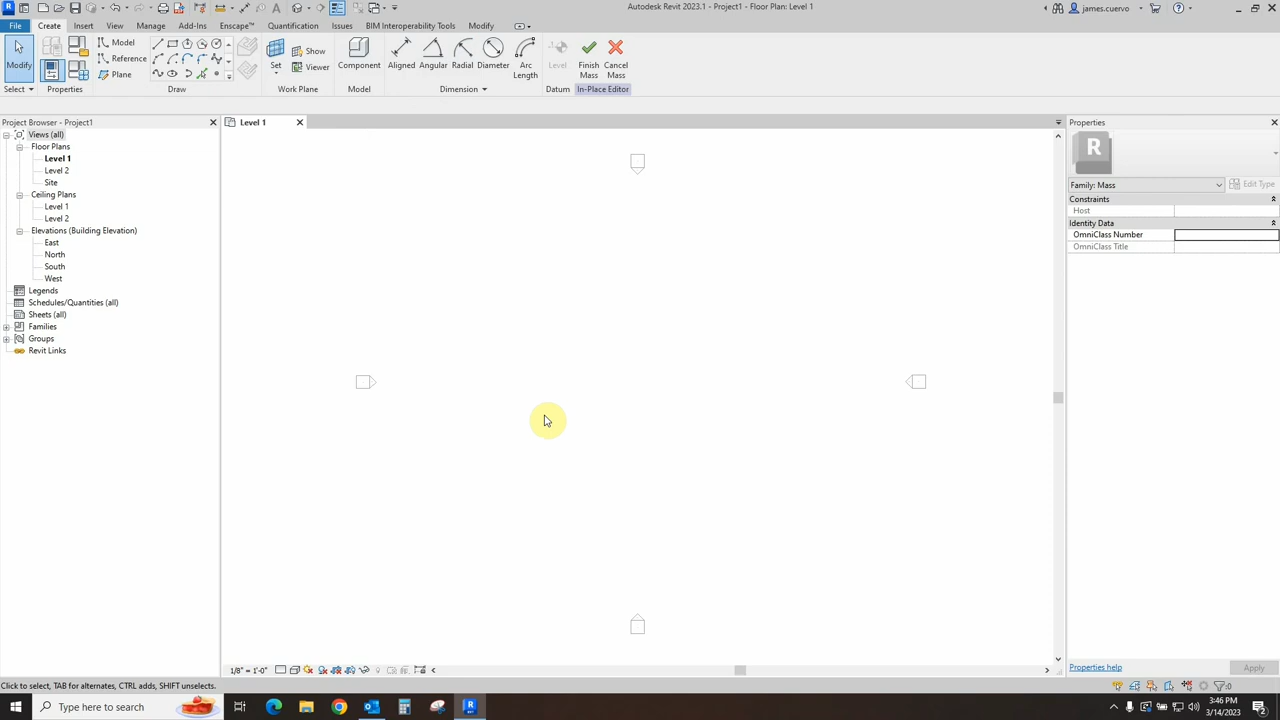 Autodesk Revit 2023.1 - Project1 - Floor Plan: Level 1
james.cuervo
File Create Insert View Manage Add-Ins Enscape™ Quantification Issues BIM Interoperability Tools Modify
Modify
Select
Properties
Model
Reference
Plane
Draw
Set
Show
Viewer
Work Plane
Component
Model
Aligned Angular Radial Diameter Arc Length
Dimension
Level
Datum
Finish Mass
Cancel Mass
In-Place Editor
Project Browser - Project1
Views (all)
Floor Plans
Level 1
Level 2
Site
Ceiling Plans
Level 1
Level 2
Elevations (Building Elevation)
East
North
South
West
Legends
Schedules/Quantities (all)
Sheets (all)
Families
Groups
Revit Links
Level 1
Properties
R
Family: Mass
Edit Type
Constraints
Host
Identity Data
OmniClass Number
OmniClass Title
Properties help
Apply
1/8" = 1'-0"
Click to select, TAB for alternates, CTRL adds, SHIFT unselects.
:0
Type here to search
3:46 PM
3/14/2023